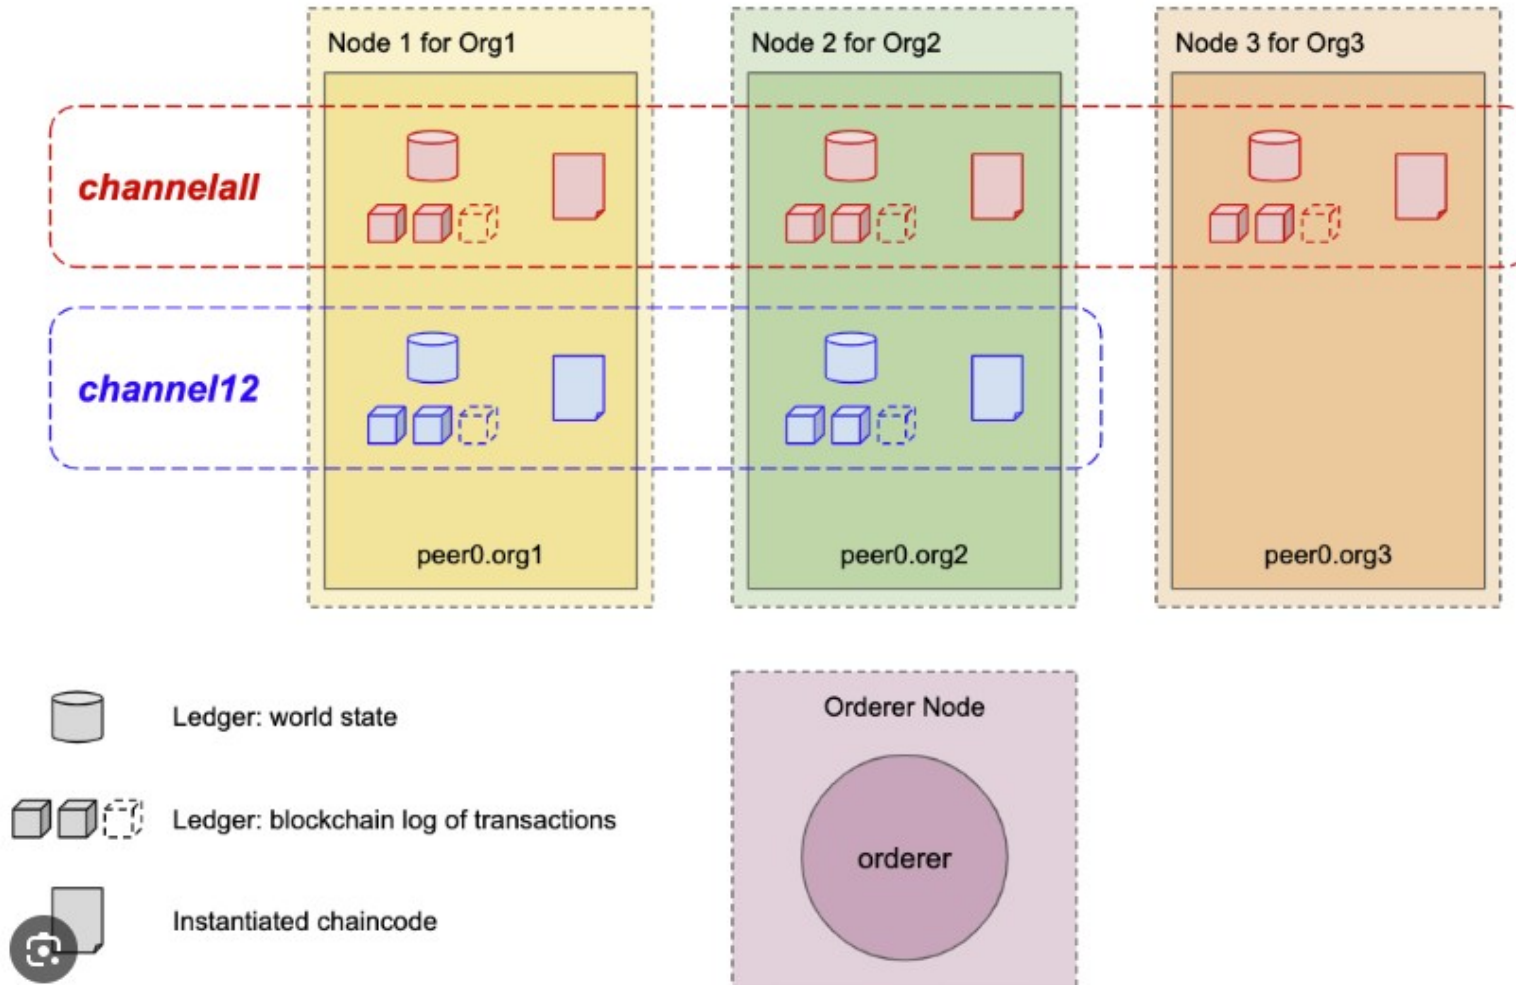 Node 1 for Org1
Node 2 for Org2
Node 3 for Org3
channelall
channel12
peer0.org1
peer0.org2
peer0.org3
Ledger: world state
Ledger: blockchain log of transactions
Instantiated chaincode
Orderer Node
orderer